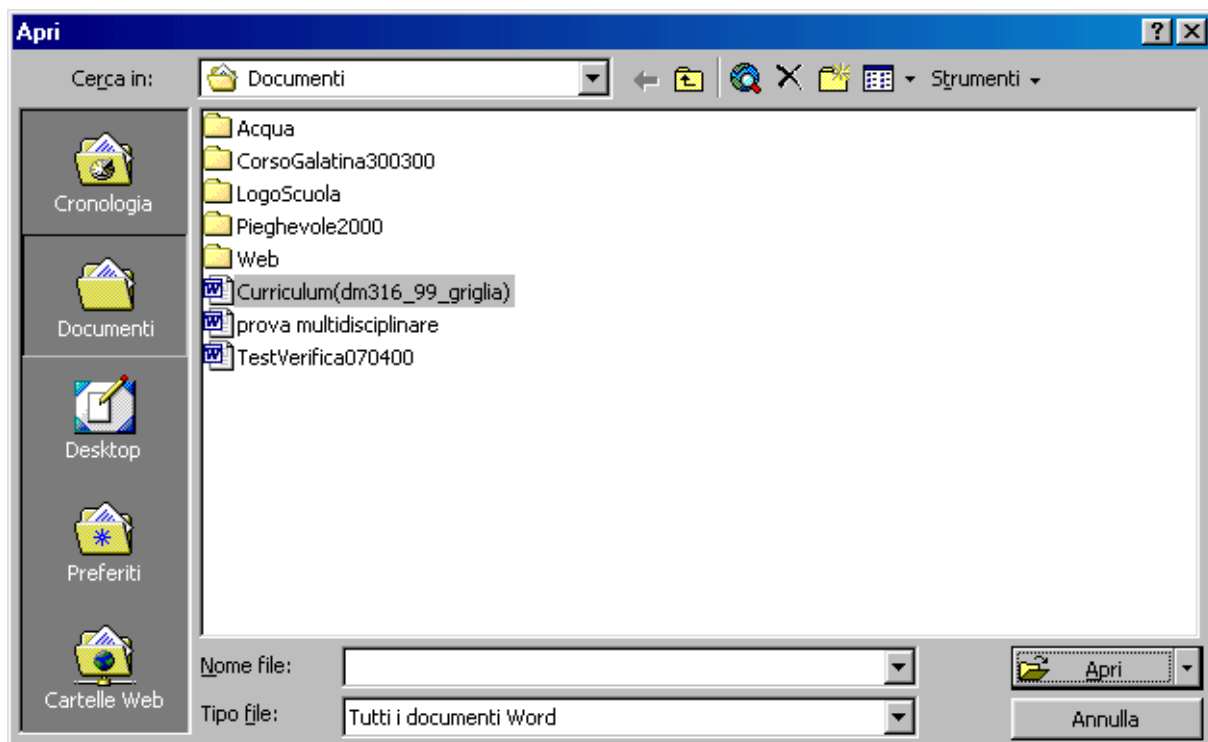 Apri
Cerca in:
Documenti
Strumenti
Cronologia
Documenti
Desktop
Preferiti
Cartelle Web
Acqua
CorsoGalatina300300
LogoScuola
Pieghevole2000
Web
Curriculum(dm316_99_griglia)
prova multidisciplinare
TestVerifica070400
Nome file:
Apri
Tipo file:
Tutti i documenti Word
Annulla